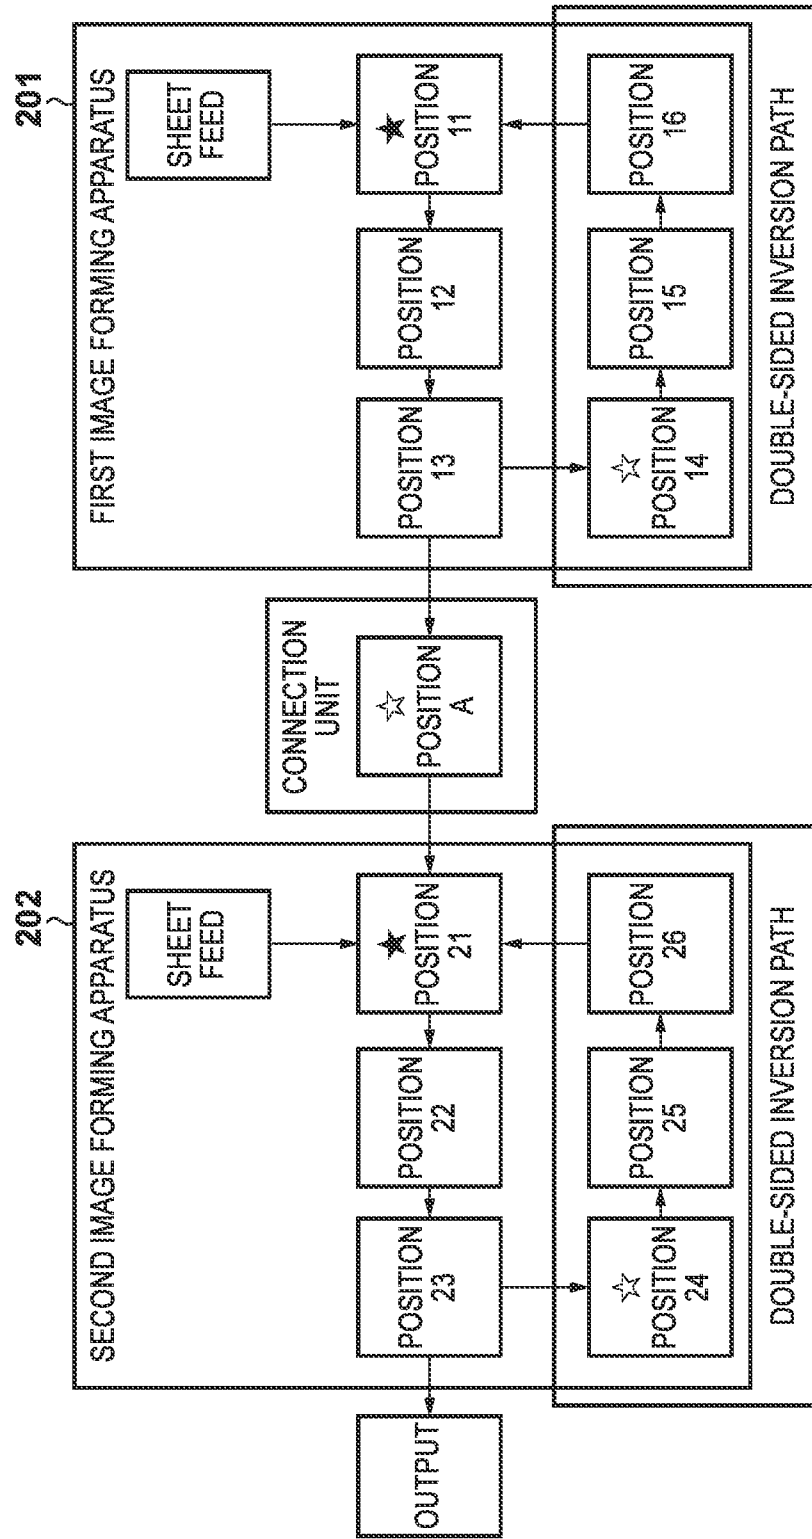 202
SECOND IMAGE FORMING APPARATUS
SHEET
FEED
OUTPUT
POSITION
23
POSITION
22
☆
POSITION
21
☆
POSITION
24
POSITION
25
POSITION
26
DOUBLE-SIDED INVERSION PATH
CONNECTION
UNIT
☆
POSITION
A
201
FIRST IMAGE FORMING APPARATUS
SHEET
FEED
POSITION
13
POSITION
12
★
POSITION
11
☆
POSITION
14
POSITION
15
POSITION
16
DOUBLE-SIDED INVERSION PATH